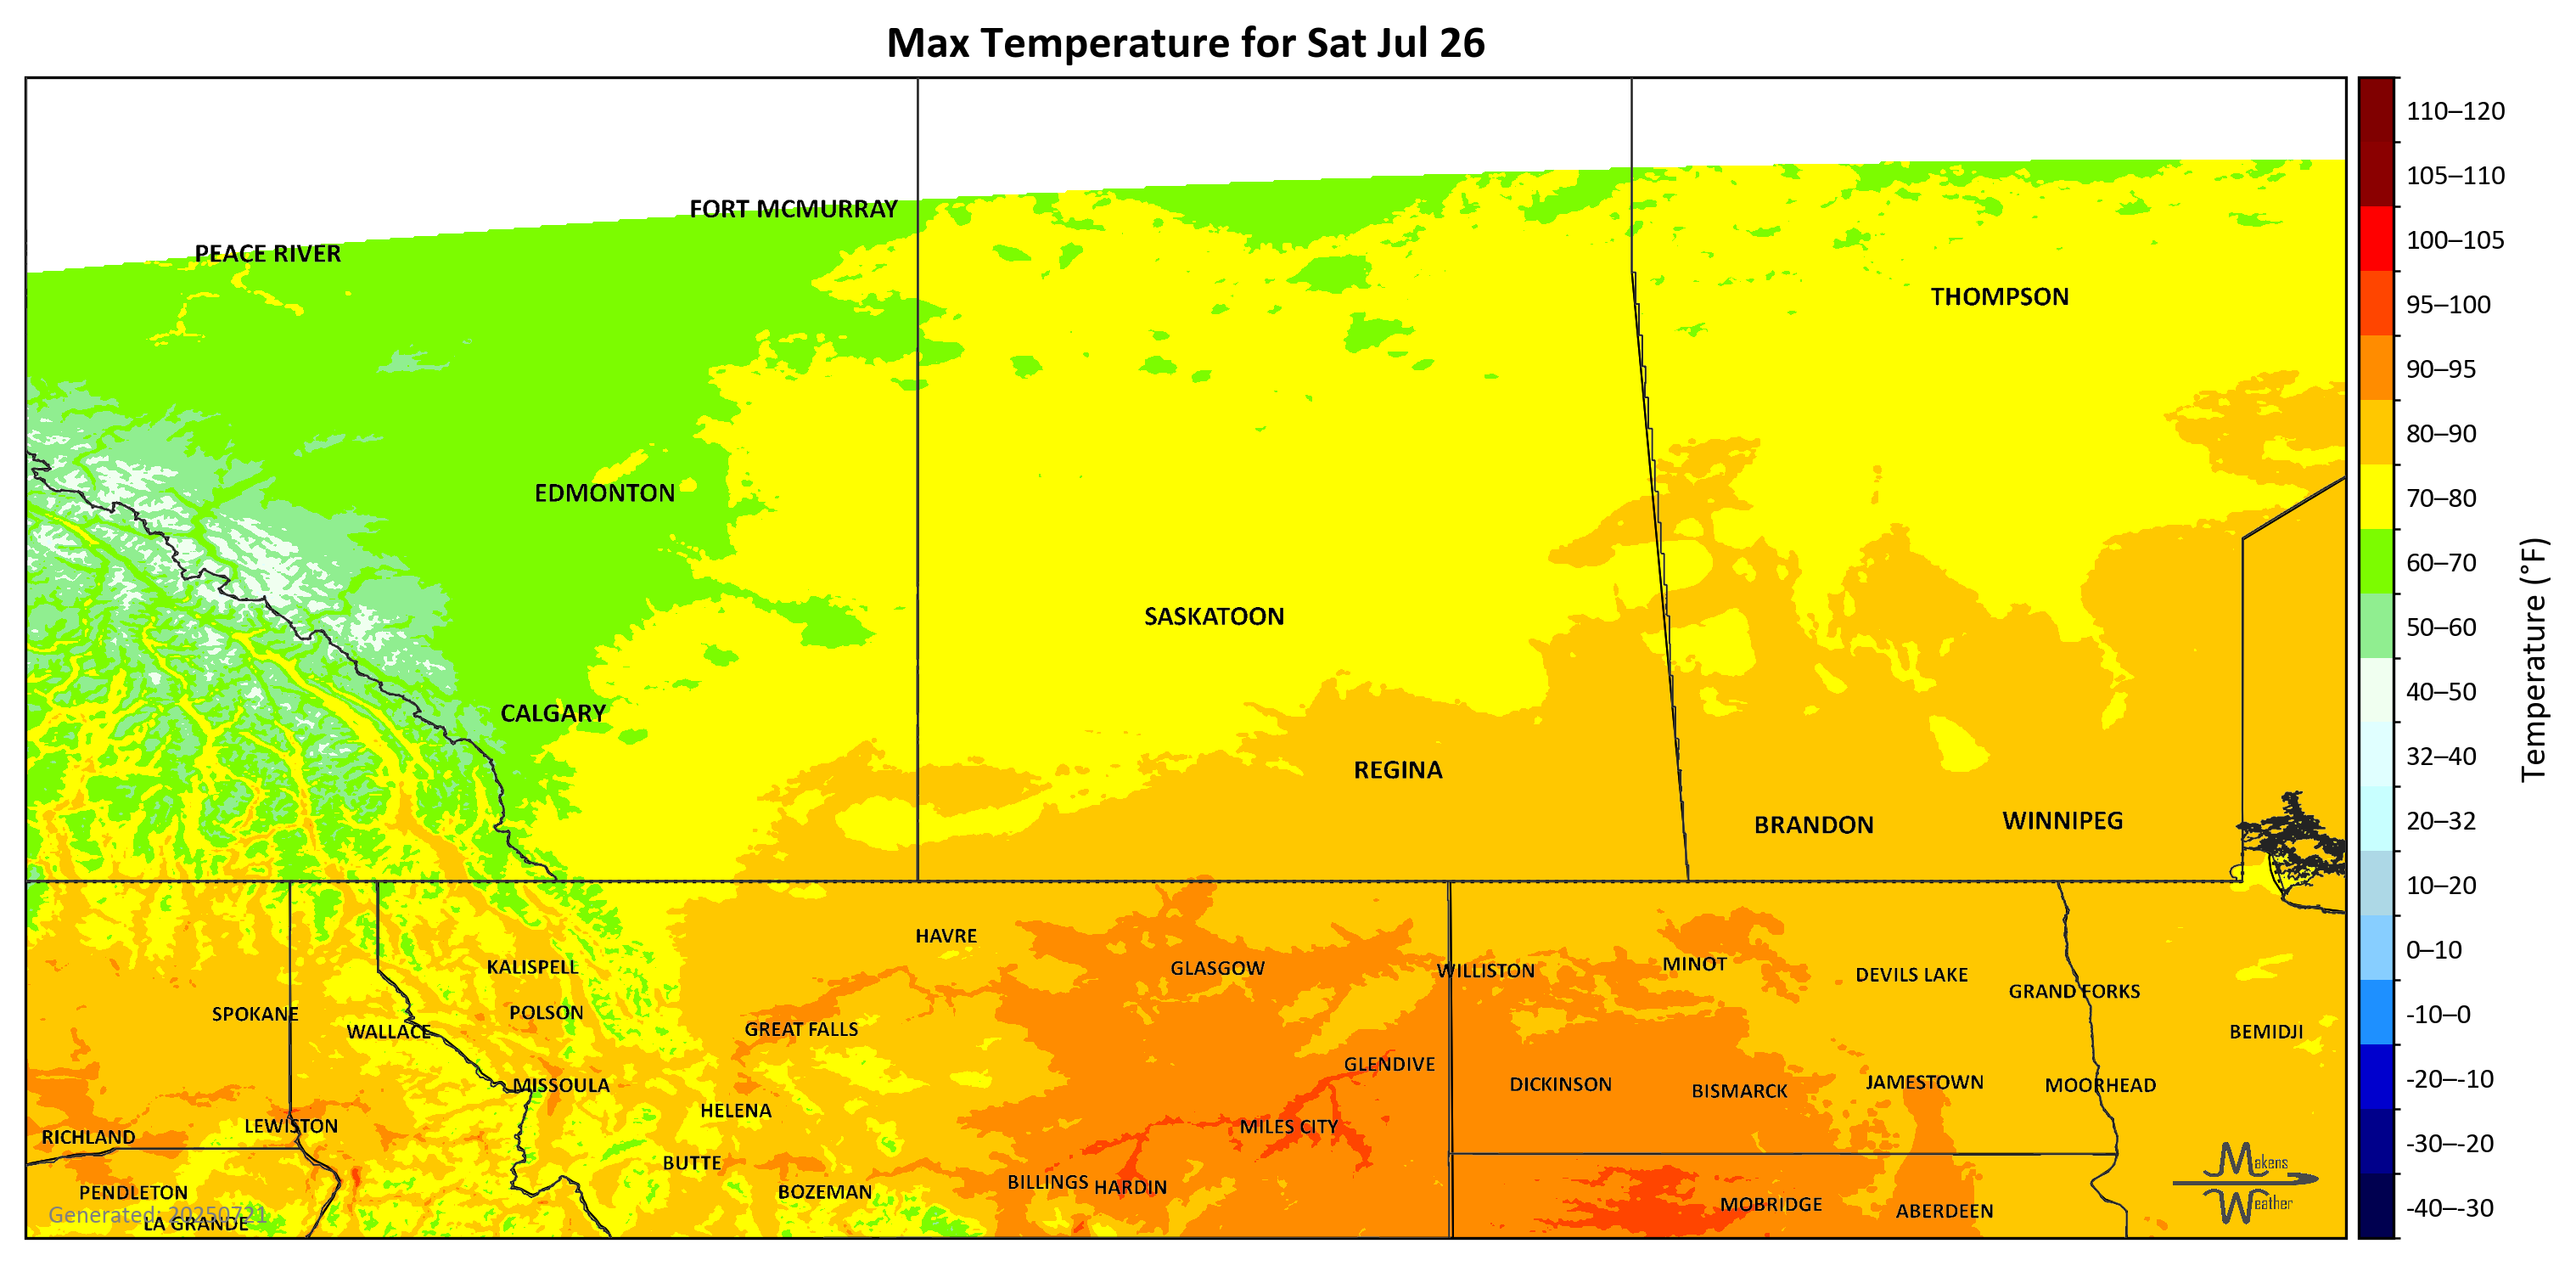 Max Temperature for Sat Jul 26
FORT MCMURRAY
PEACE RIVER
THOMPSON
EDMONTON
SASKATOON
CALGARY
REGINA
BRANDON
WINNIPEG
HAVRE
KALISPELL
GLASGOW
WILLISTON
MINOT
DEVILS LAKE
GRAND FORKS
SPOKANE
POLSON
WALLACE
GREAT FALLS
BEMIDJI
GLENDIVE
MISSOULA
DICKINSON
BISMARCK
JAMESTOWN
MOORHEAD
HELENA
LEWISTON
MILES CITY
RICHLAND
BUTTE
BILLINGS
HARDIN
PENDLETON
BOZEMAN
MOBRIDGE
ABERDEEN
Generated: 20250721
LA GRANDE
Makens
Weather
110–120
105–110
100–105
95–100
90–95
80–90
70–80
60–70
50–60
40–50
32–40
20–32
10–20
0–10
-10–0
-20–-10
-30–-20
-40–-30
Temperature (°F)